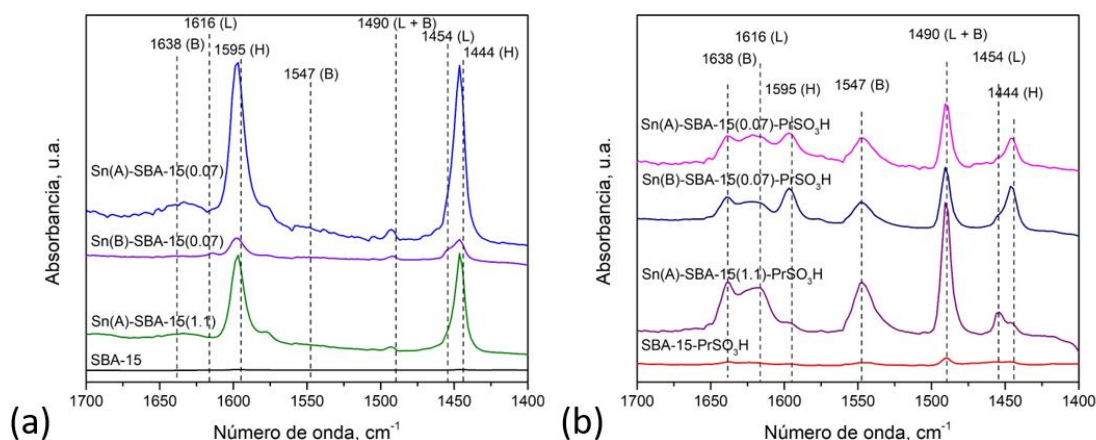 1616 (L)
1490 (L + B)
1638 (B)
1595 (H)
1454 (L)
1547 (B)
1444 (H)
Sn(A)-SBA-15(0.07)
Sn(B)-SBA-15(0.07)
Sn(A)-SBA-15(1.1)
SBA-15
Absorbancia, u.a.
1700 1650 1600 1550 1500 1450 1400
Número de onda, cm⁻¹
(a)
1616 (L)
1490 (L + B)
1638 (B)
1454 (L)
1595 (H)
1547 (B)
1444 (H)
Sn(A)-SBA-15(0.07)-PrSO₃H
Sn(B)-SBA-15(0.07)-PrSO₃H
Sn(A)-SBA-15(1.1)-PrSO₃H
SBA-15-PrSO₃H
Absorbancia, u.a.
1700 1650 1600 1550 1500 1450 1400
Número de onda, cm⁻¹
(b)